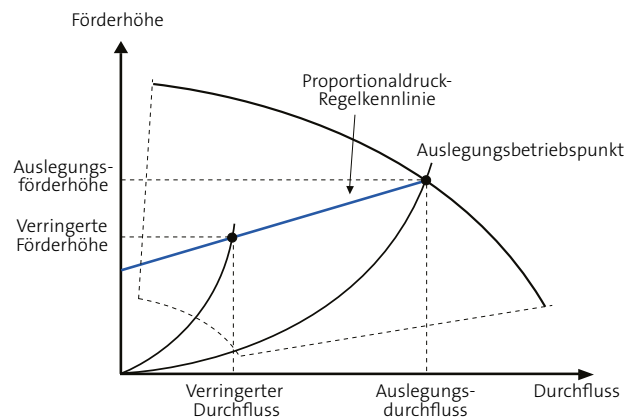 Förderhöhe
Proportionaldruck-
Regelkennlinie
Auslegungsbetriebspunkt
Auslegungs-
förderhöhe
Verringerte
Förderhöhe
Verringerter
Durchfluss
Auslegungs-
durchfluss
Durchfluss